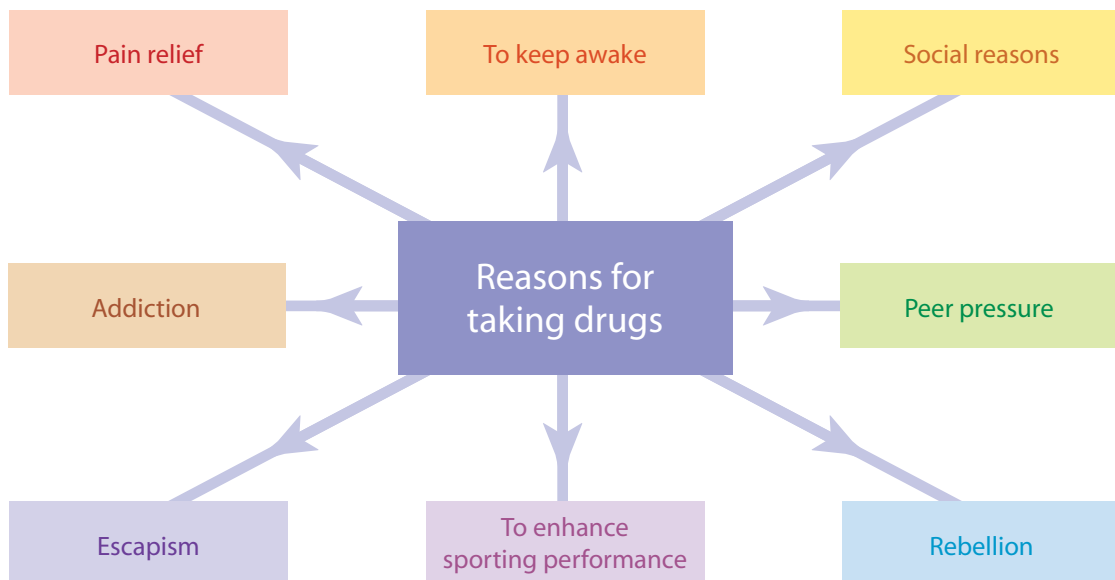 Pain relief
To keep awake
Social reasons
Addiction
Reasons for
taking drugs
Peer pressure
Escapism
To enhance
sporting performance
Rebellion